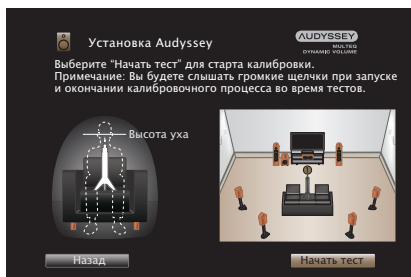 Установка Audyssey
AUDYSSEY
MULTEQ
DYNAMIC VOLUME
Выберите “Начать тест” для старта калибровки.
Примечание: Вы будете слышать громкие щелчки при запуске
и окончании калибровочного процесса во время тестов.
Высота уха
Назад
Начать тест